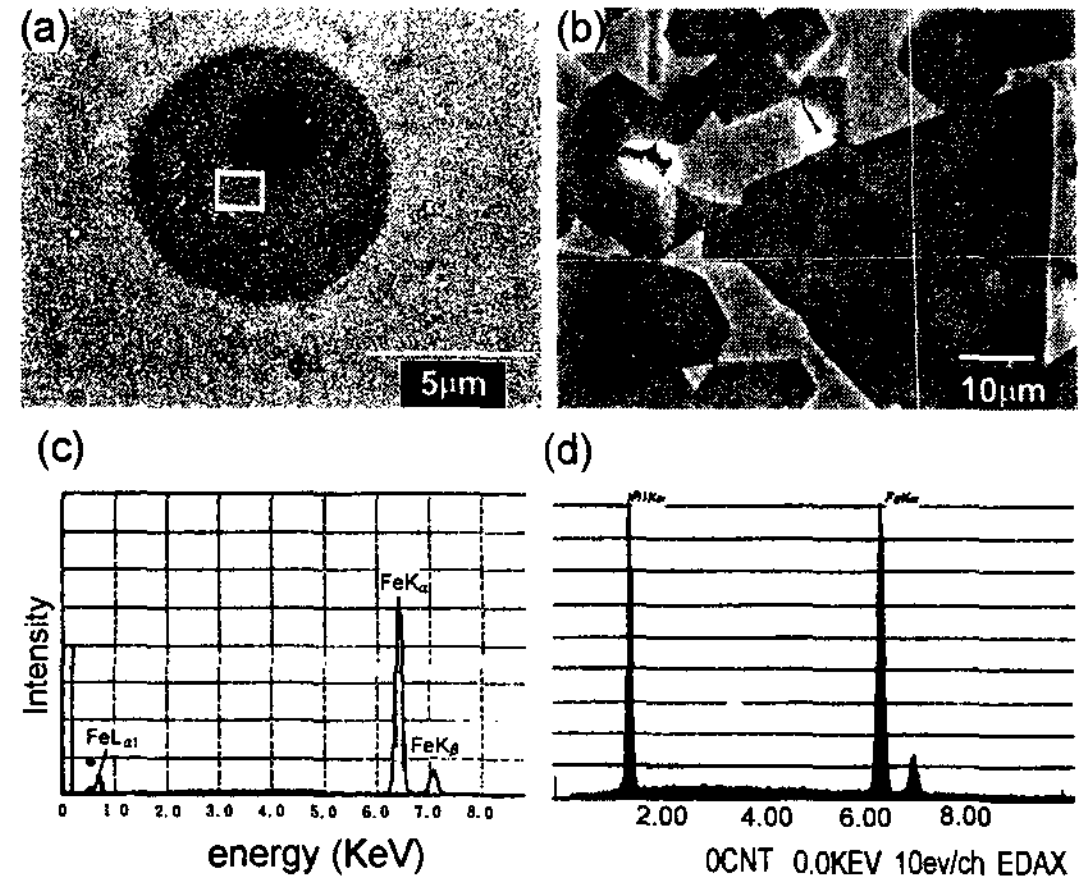 (a)
5μm
(b)
10μm
(c)
Intensity
FeLα1
FeKα
FeKβ
0 1 0 2. 0 3. 0 4. 0 5. 0 6. 0 7. 0 8. 0
energy (KeV)
(d)
AlKα
FeKα
2.00 4.00 6.00 8.00
0CNT 0.0KEV 10ev/ch EDAX